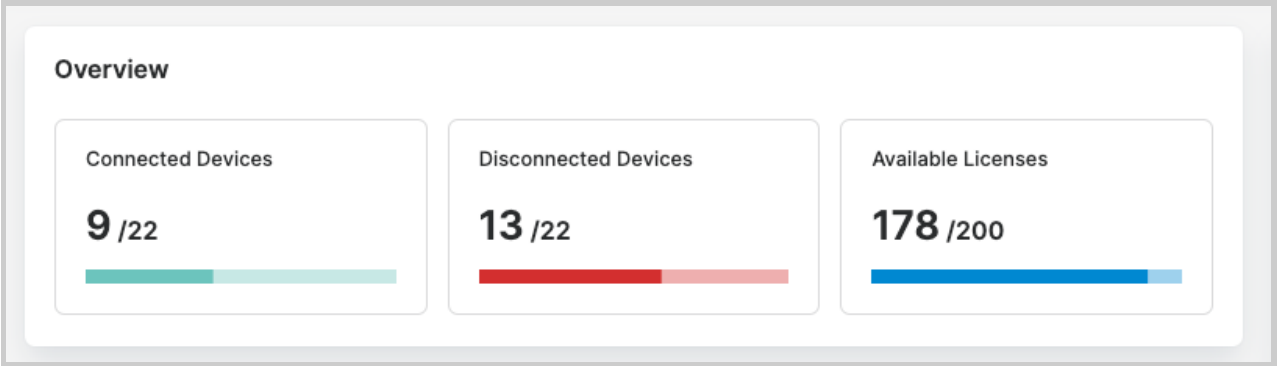 Overview
Connected Devices
9 /22
Disconnected Devices
13 /22
Available Licenses
178 /200